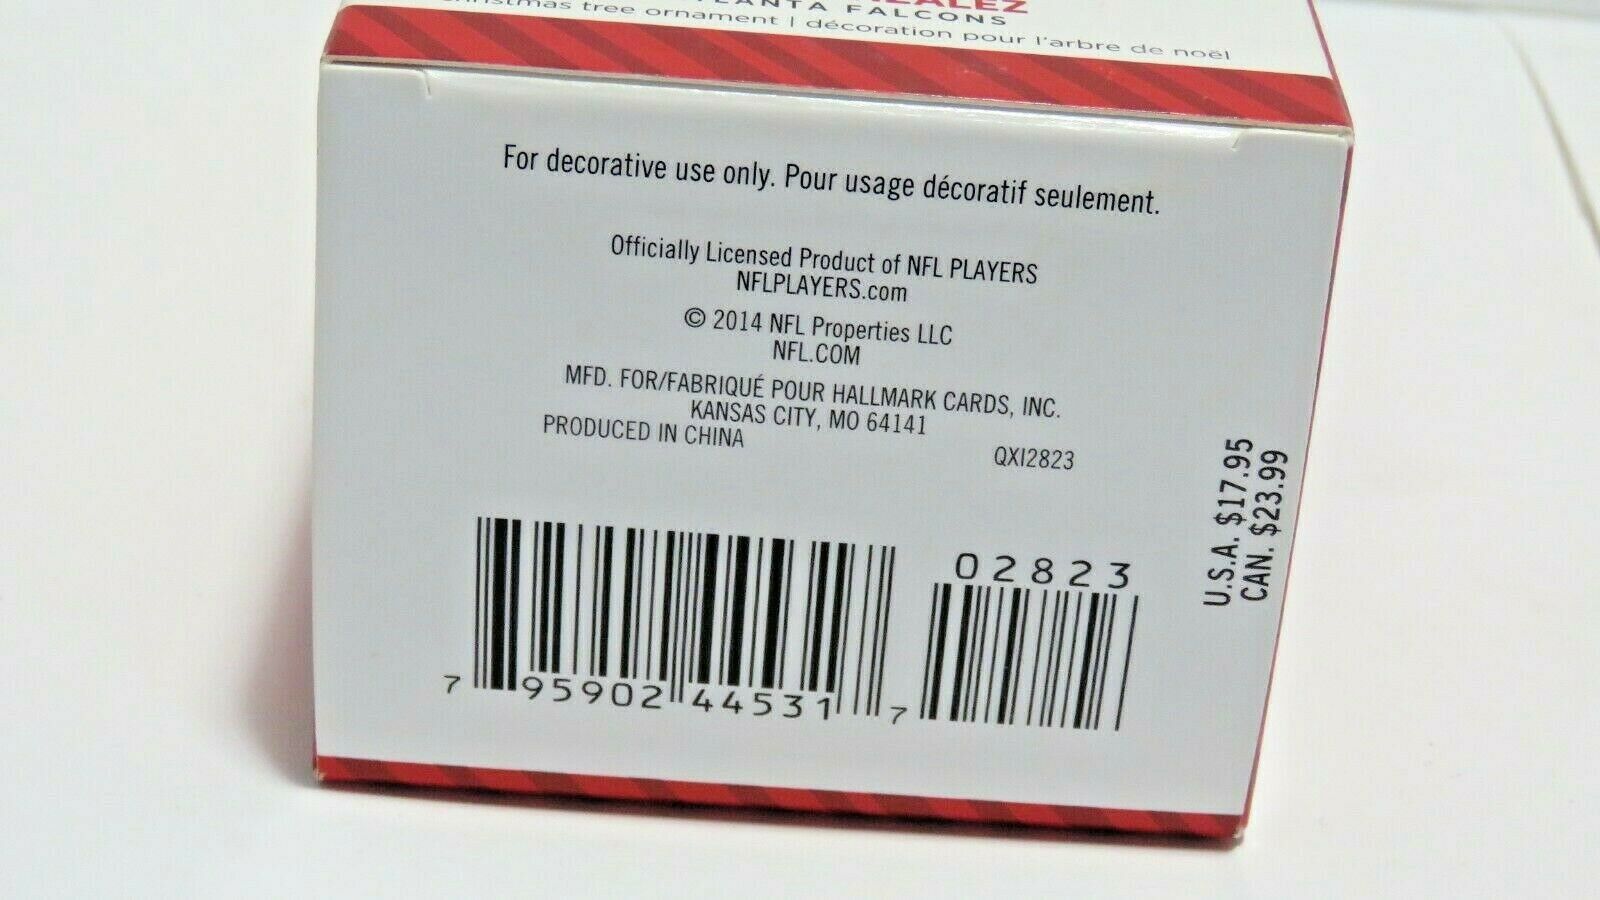 FALCONS
tree ornament | décoration pour l'arbre de noël
For decorative use only. Pour usage décoratif seulement.
Officially Licensed Product of NFL PLAYERS
NFLPLAYERS.com
© 2014 NFL Properties LLC
NFL.COM
MFD. FOR/FABRIQUÉ POUR HALLMARK CARDS, INC.
KANSAS CITY, MO 64141
PRODUCED IN CHINA
QXI2823
U.S.A. $17.95
CAN. $23.99
02823
7 95902 44531 7